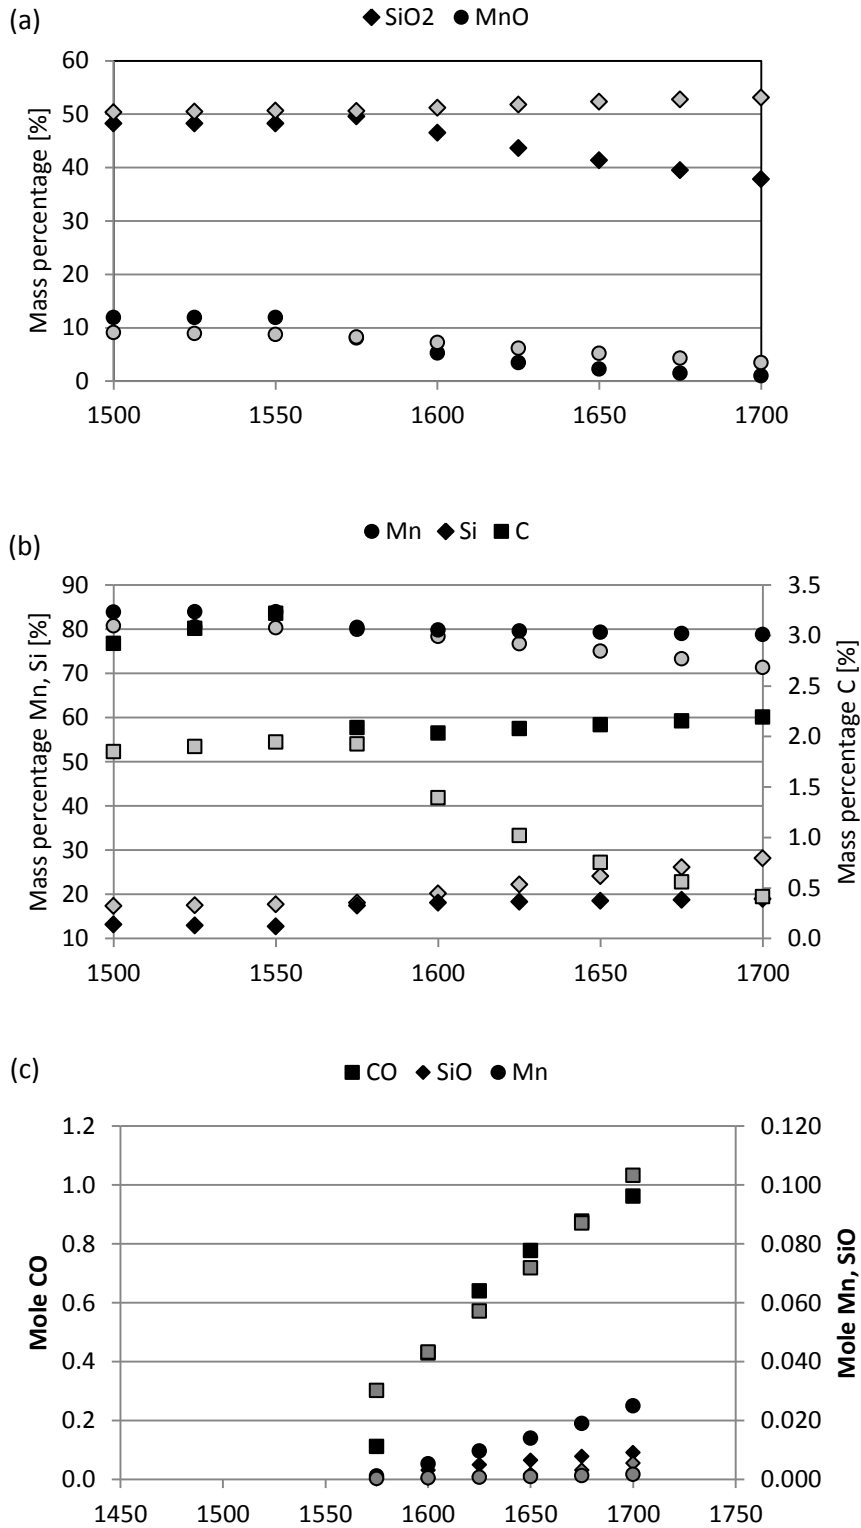 (a)
SiO2 MnO
Mass percentage [%]
60
50
40
30
20
10
0
1500 1550 1600 1650 1700
(b)
Mn Si C
Mass percentage Mn, Si [%]
90 3.5
80 3.0
70 2.5
60 2.0
50 1.5
40 1.0
30 0.5
20 0.0
10
Mass percentage C [%]
1500 1550 1600 1650 1700
(c)
CO SiO Mn
Mole CO
1.2 0.120
1.0 0.100
0.8 0.080
0.6 0.060
0.4 0.040
0.2 0.020
0.0 0.000
Mole Mn, SiO
1450 1500 1550 1600 1650 1700 1750